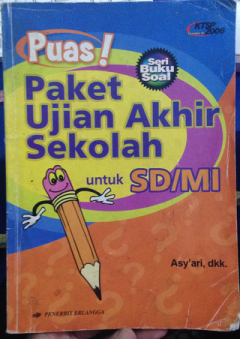 Puas!
KTSP
2006
Seri
Buku
Soal
Paket
Ujian Akhir
Sekolah
untuk SD/MI
Asy'ari, dkk.
PENERBIT ERLANGGA